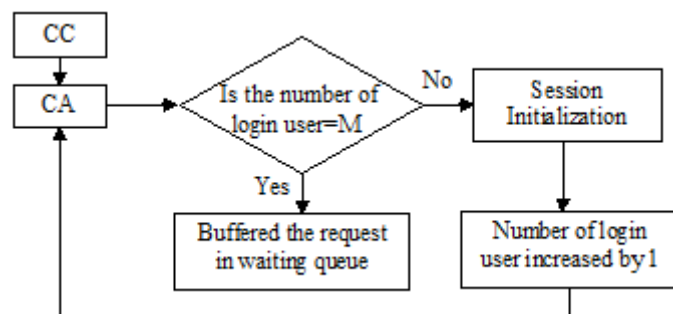 CC
CA
Is the number of
login user=M
No
Session
Initialization
Yes
Buffered the request
in waiting queue
Number of login
user increased by 1